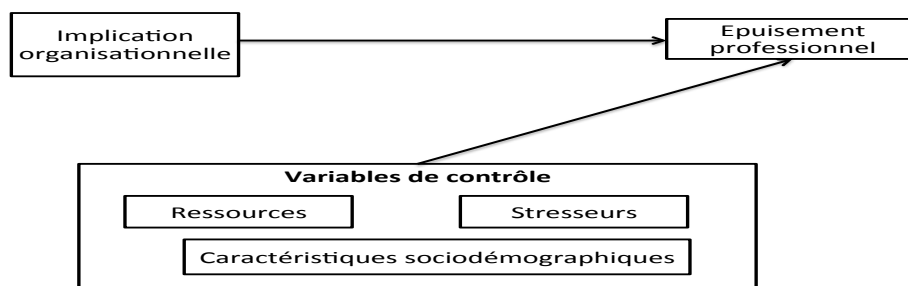 Implication
organisationnelle
Epuisement
professionnel
Variables de contrôle
Ressources
Stresseurs
Caractéristiques sociodémographiques